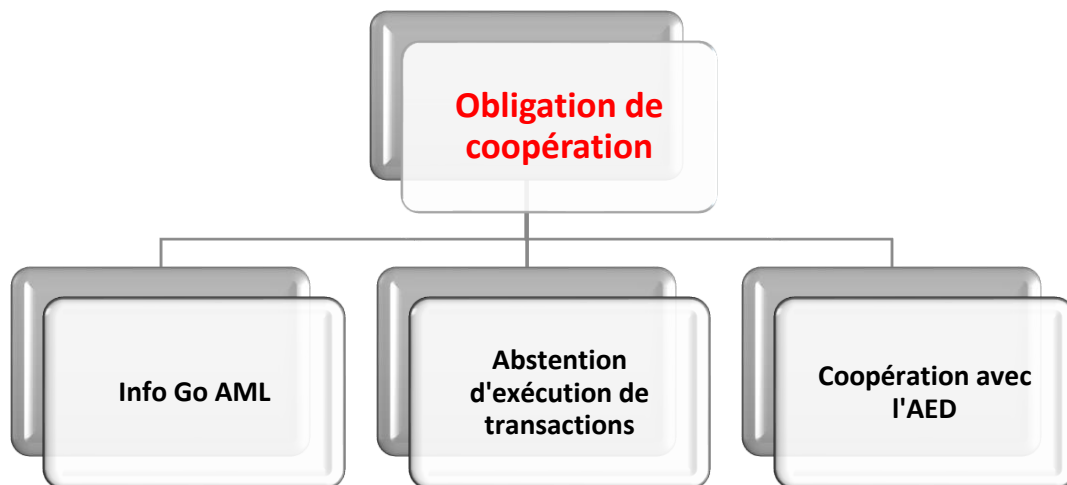 Obligation de
coopération
Info Go AML
Abstention
d'exécution de
transactions
Coopération avec
l'AED